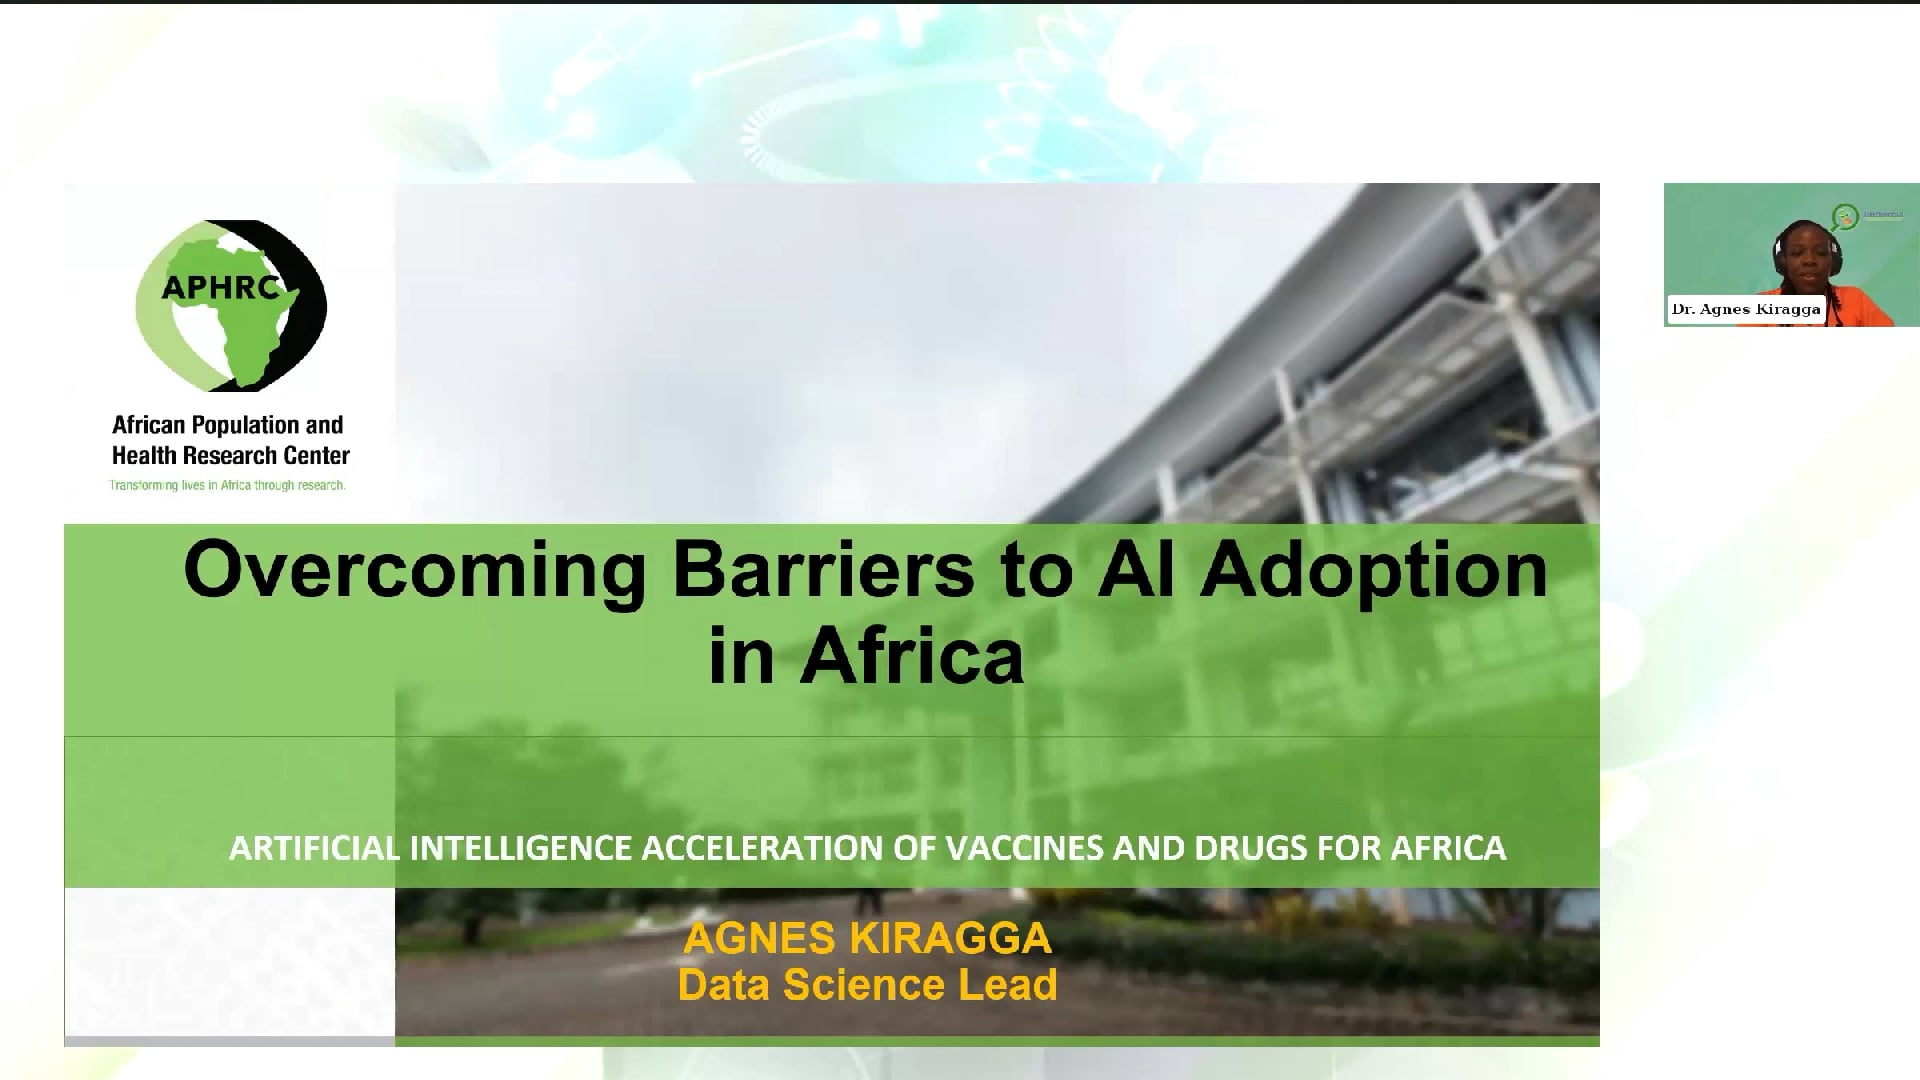 APHRC
African Population and
Health Research Center
Transforming lives in Africa through research.
Dr. Agnes Kiragga
Overcoming Barriers to AI Adoption
in Africa
ARTIFICIAL INTELLIGENCE ACCELERATION OF VACCINES AND DRUGS FOR AFRICA
AGNES KIRAGGA
Data Science Lead